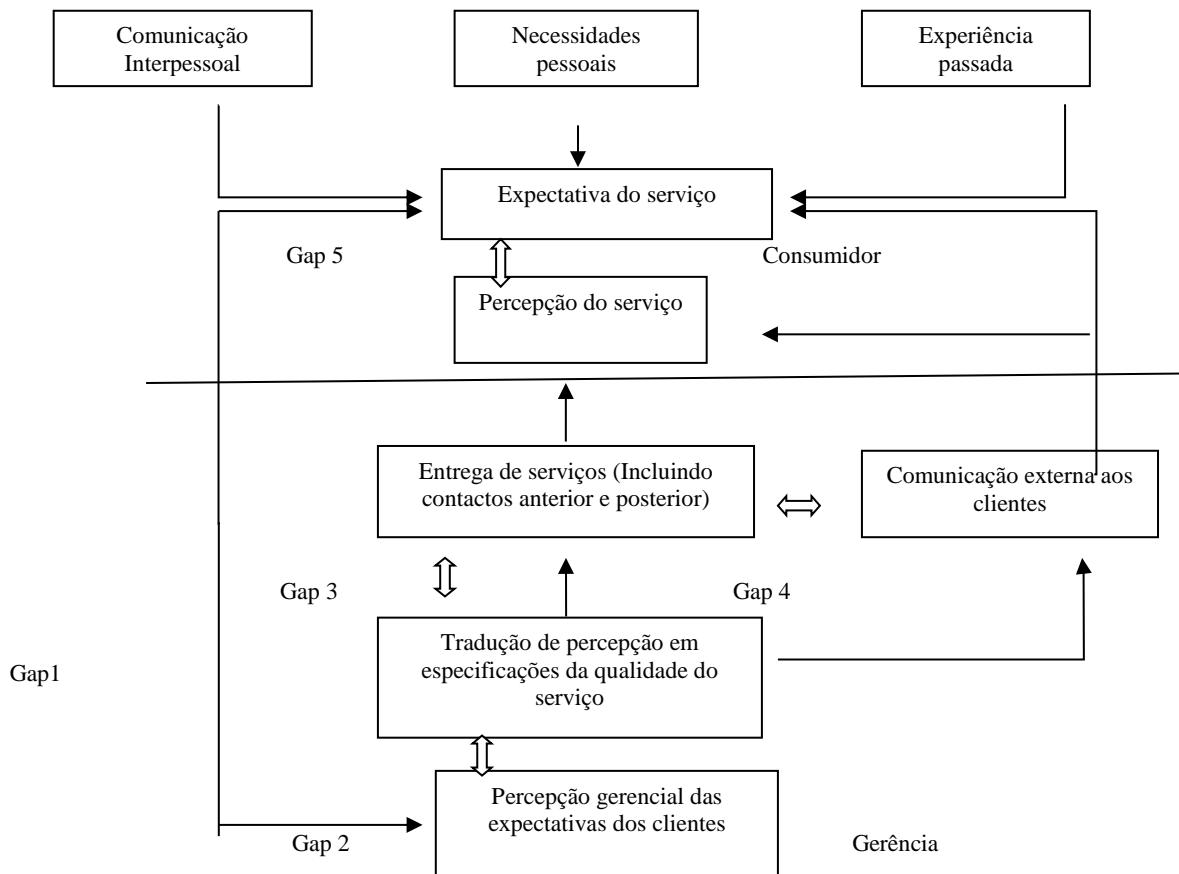 Comunicação
Interpessoal
Necessidades
pessoais
Experiência
passada
Expectativa do serviço
Gap 5
Consumidor
Percepção do serviço
Entrega de serviços (Incluindo
contactos anterior e posterior)
Comunicação externa aos
clientes
Gap 3
Gap 4
Tradução de percepção em
especificações da qualidade do
serviço
Gap1
Percepção gerencial das
expectativas dos clientes
Gap 2
Gerência